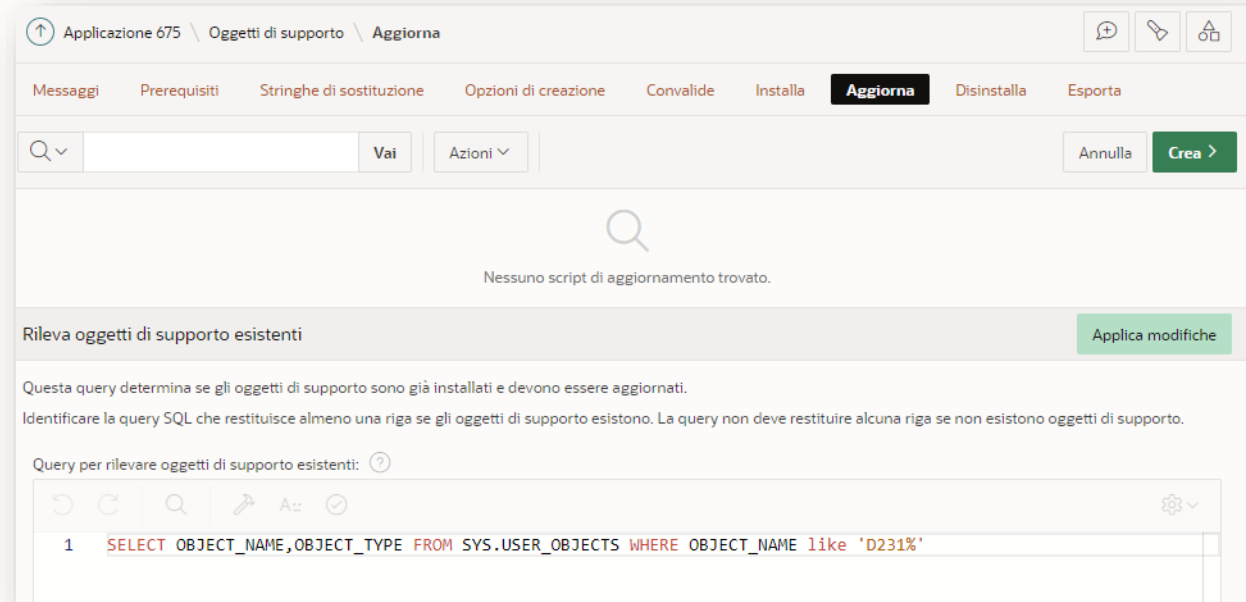 Applicazione 675 \ Oggetti di supporto \ Aggiorna
Messaggi Prerequisiti Stringhe di sostituzione Opzioni di creazione Convalide Installa Aggiorna Disinstalla Esporta
Vai Azioni Annulla Crea
Nessuno script di aggiornamento trovato.
Rileva oggetti di supporto esistenti Applica modifiche
Questa query determina se gli oggetti di supporto sono già installati e devono essere aggiornati.
Identificare la query SQL che restituisce almeno una riga se gli oggetti di supporto esistono. La query non deve restituire alcuna riga se non esistono oggetti di supporto.
Query per rilevare oggetti di supporto esistenti: ?
A
1 SELECT OBJECT_NAME,OBJECT_TYPE FROM SYS.USER_OBJECTS WHERE OBJECT_NAME like 'D231%'